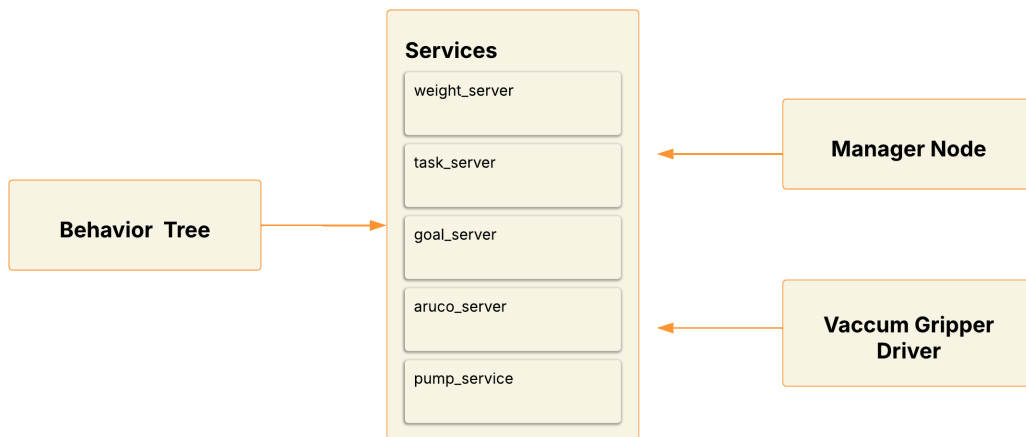 Services
weight_server
task_server
goal_server
aruco_server
pump_service
Behavior Tree
Manager Node
Vaccum Gripper
Driver